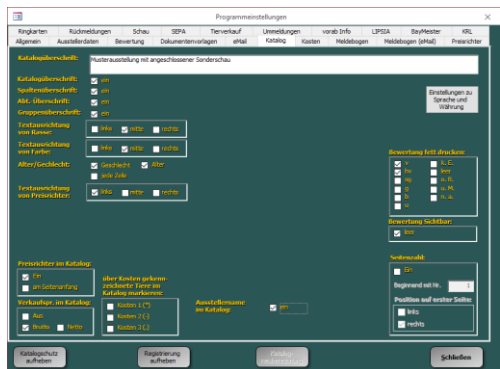 Programmeinstellungen
Ringkarten Rückmeldungen Schau SEPA Tierverkauf Ummeldungen vorab Info LIPSIA BayMeister KRL
Allgemein Ausstellerdaten Bewertung Dokumentenvorlagen eMail Katalog Kosten Meldebogen Meldebogen (eMail) Preisrichter
Katalogüberschrift: Musterausstellung mit angeschlossener Sonderschau
Katalogüberschrift: ein
Spaltenüberschrift: ein
Abt. Überschrift: ein
Gruppenüberschrift: ein
Einstellungen zu
Sprache und
Währung
Textausrichtung
von Rasse: links mitte rechts
Textausrichtung
von Farbe: links mitte rechts
Alter/Gechlecht: Geschlecht Alter
jede Zeile
Textausrichtung
von Preisrichter: links mitte rechts
Bewertung fett drucken:
v k. E.
hv leer
sg n. B.
g u. M.
b n. a.
u
Bewertung Sichtbar:
leer
Preisrichter im Katalog:
Ein
am Seitenanfang
Verkaufspr. im Katalog:
Aus
Brutto Netto
über Kosten gekenn-
zeichnete Tiere im
Katalog markieren:
Kosten 1 (*)
Kosten 2 (-)
Kosten 3 (.)
Ausstellername
im Katalog: ein
Seitenzahl:
Ein
Beginnend mit Nr. 1
Position auf erster Seite:
links
rechts
Katalogschutz
aufheben
Registrierung
aufheben
Schließen